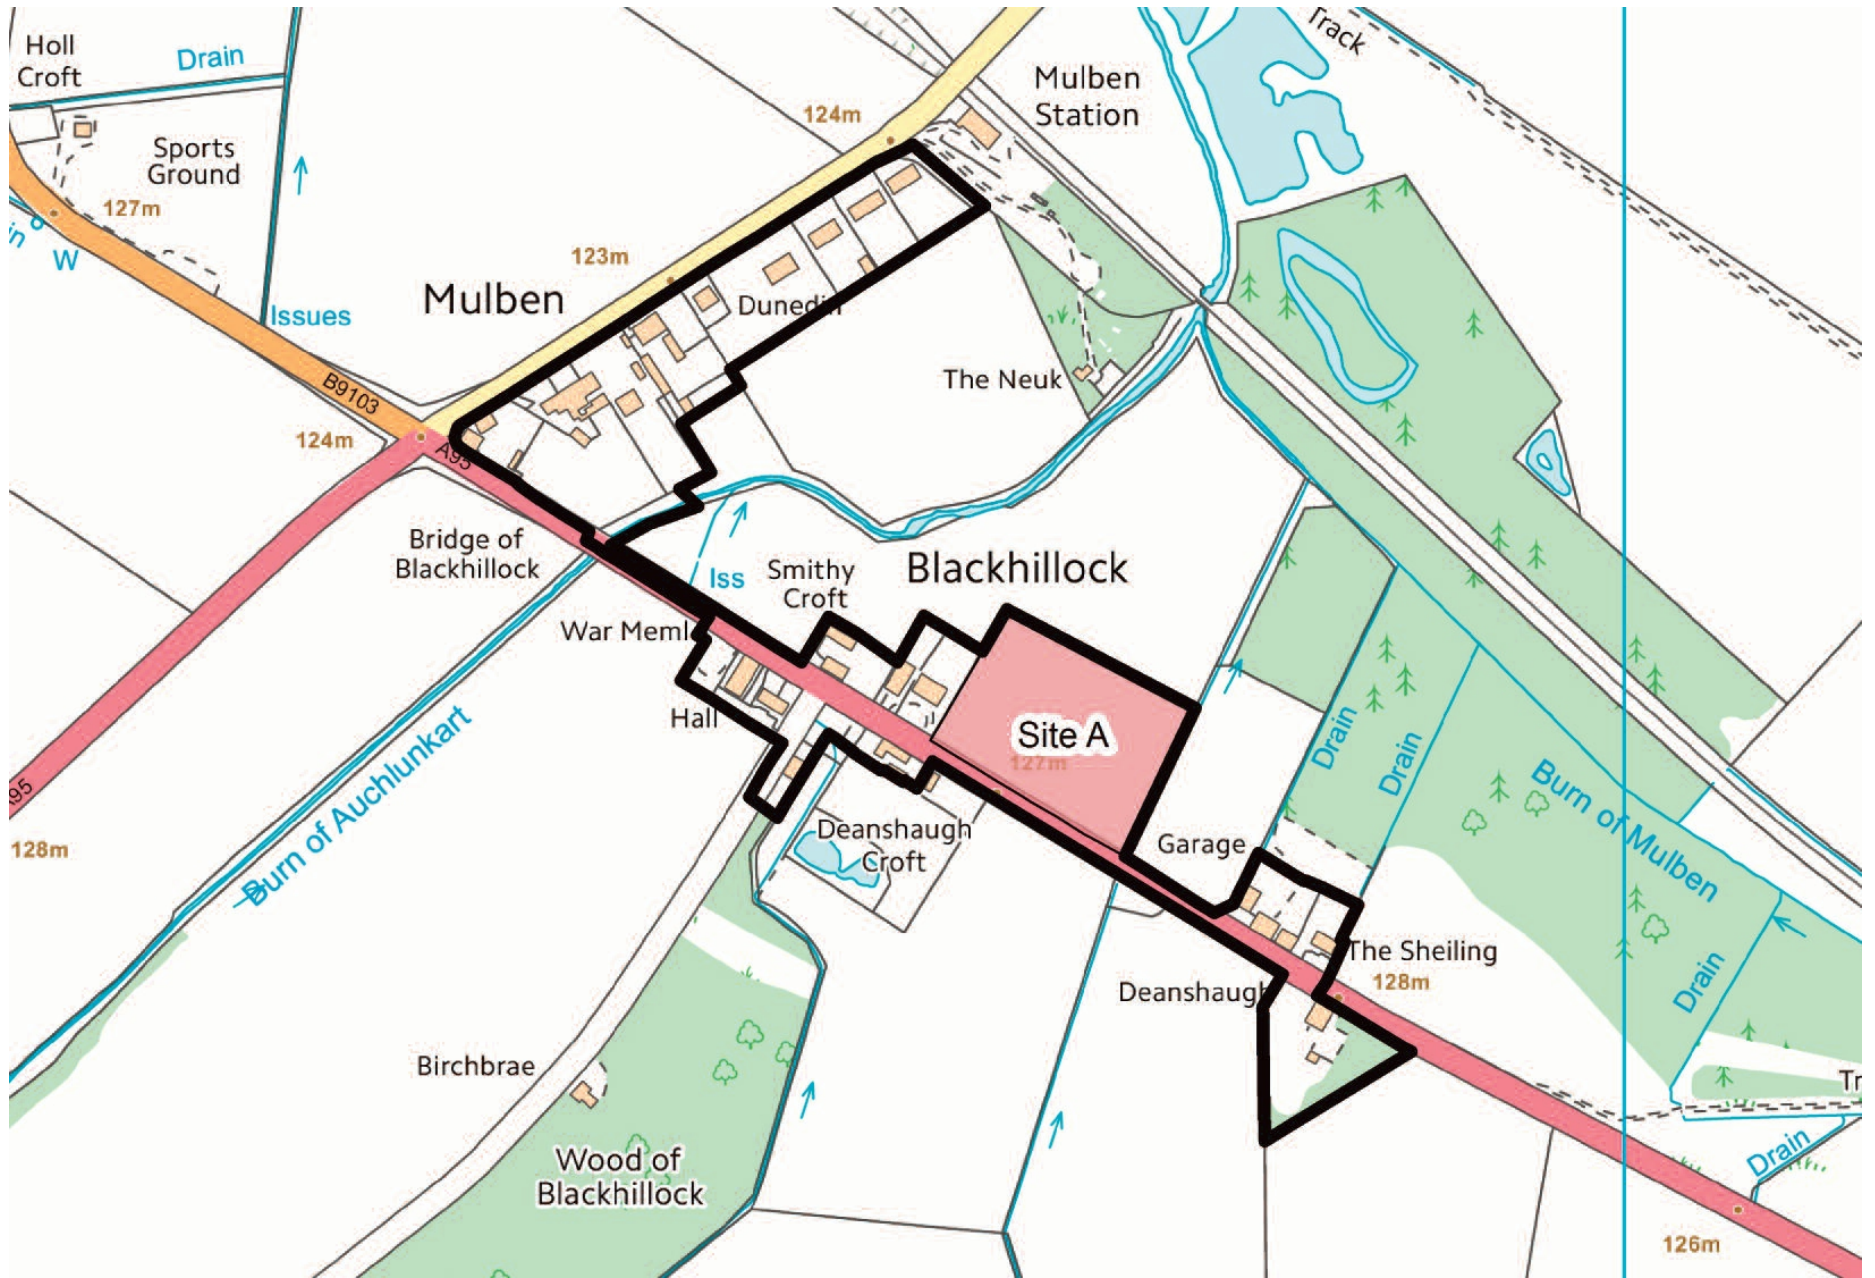 Holl
Croft
Drain
Track
Mulben
Station
124m
Sports
Ground
127m
W
123m
Mulben
Issues
Dunedin
B9103
The Neuk
124m
A95
Bridge of
Blackhillock
Iss
Smithy
Croft
Blackhillock
War Meml
Hall
Site A
127m
Drain
Drain
Burn of Mulben
A95
128m
Burn of Auchlunkart
Deanshaugh
Croft
Garage
The Sheiling
128m
Deanshaugh
Drain
Birchbrae
Wood of
Blackhillock
Tr
Drain
126m